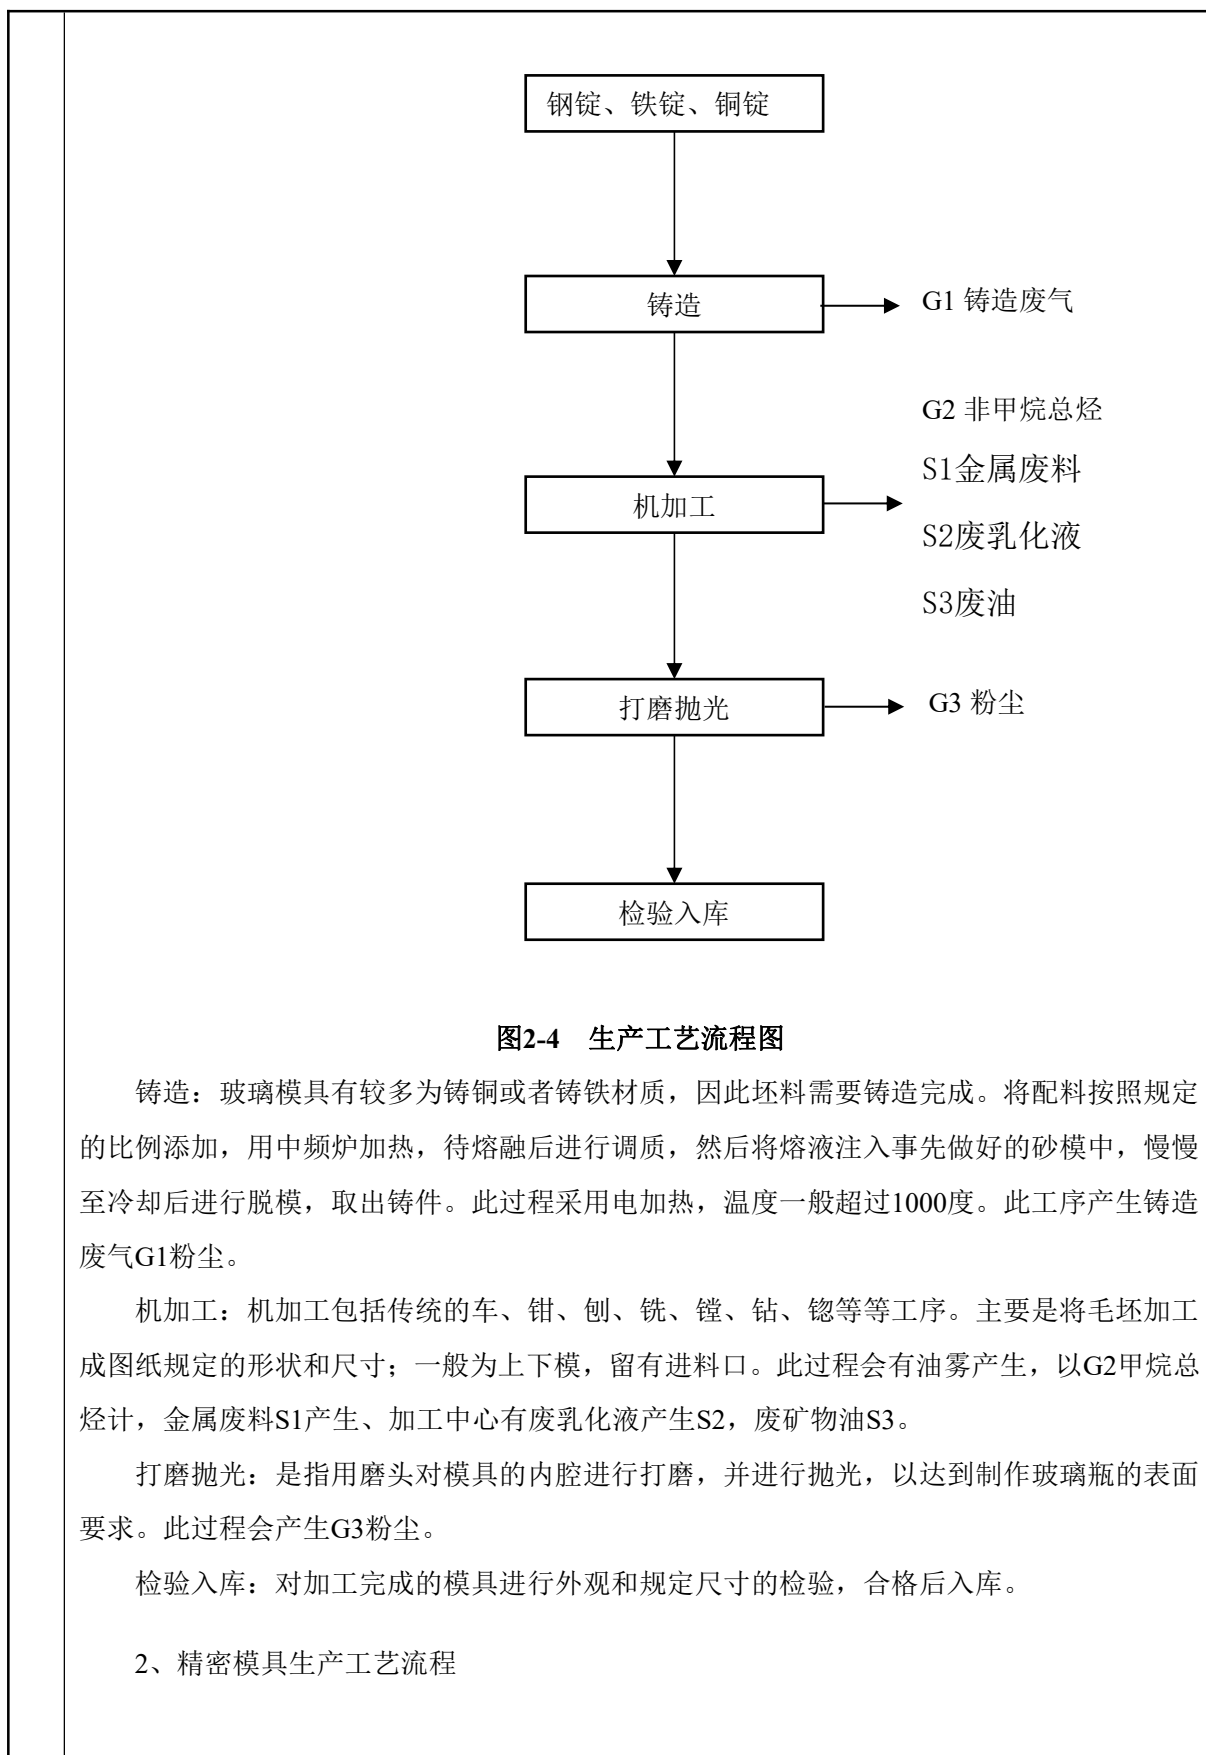 钢锭、铁锭、铜锭
铸造
G1 铸造废气
G2 非甲烷总烃
S1金属废料
机加工
S2废乳化液
S3废油
打磨抛光
G3 粉尘
检验入库
图2-4 生产工艺流程图
铸造：玻璃模具有较多为铸铜或者铸铁材质，因此坯料需要铸造完成。将配料按照规定
的比例添加，用中频炉加热，待熔融后进行调质，然后将熔液注入事先做好的砂模中，慢慢
至冷却后进行脱模，取出铸件。此过程采用电加热，温度一般超过1000度。此工序产生铸造
废气G1粉尘。
机加工：机加工包括传统的车、钳、刨、铣、镗、钻、锪等等工序。主要是将毛坯加工
成图纸规定的形状和尺寸；一般为上下模，留有进料口。此过程会有油雾产生，以G2甲烷总
烃计，金属废料S1产生、加工中心有废乳化液产生S2，废矿物油S3。
打磨抛光：是指用磨头对模具的内腔进行打磨，并进行抛光，以达到制作玻璃瓶的表面
要求。此过程会产生G3粉尘。
检验入库：对加工完成的模具进行外观和规定尺寸的检验，合格后入库。
2、精密模具生产工艺流程